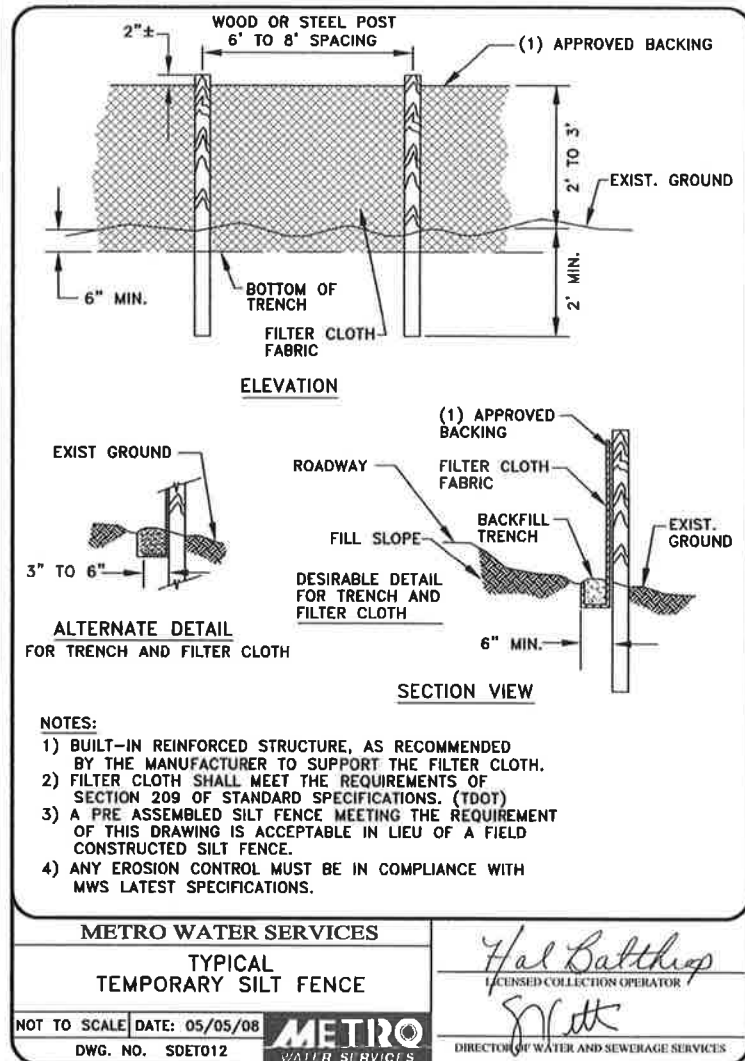 2"±
WOOD OR STEEL POST
6' TO 8' SPACING
(1) APPROVED BACKING
2' TO 3'
EXIST. GROUND
6" MIN.
BOTTOM OF
TRENCH
2' MIN.
FILTER CLOTH
FABRIC
ELEVATION
EXIST GROUND
3" TO 6"
ALTERNATE DETAIL
FOR TRENCH AND FILTER CLOTH
(1) APPROVED
BACKING
ROADWAY
FILTER CLOTH
FABRIC
BACKFILL
TRENCH
EXIST.
GROUND
FILL SLOPE
DESIRABLE DETAIL
FOR TRENCH AND
FILTER CLOTH
6" MIN.
SECTION VIEW
NOTES:
1) BUILT-IN REINFORCED STRUCTURE, AS RECOMMENDED
BY THE MANUFACTURER TO SUPPORT THE FILTER CLOTH.
2) FILTER CLOTH SHALL MEET THE REQUIREMENTS OF
SECTION 209 OF STANDARD SPECIFICATIONS. (TDOT)
3) A PRE ASSEMBLED SILT FENCE MEETING THE REQUIREMENT
OF THIS DRAWING IS ACCEPTABLE IN LIEU OF A FIELD
CONSTRUCTED SILT FENCE.
4) ANY EROSION CONTROL MUST BE IN COMPLIANCE WITH
MWS LATEST SPECIFICATIONS.
METRO WATER SERVICES
TYPICAL
TEMPORARY SILT FENCE
NOT TO SCALE DATE: 05/05/08
DWG. NO. SDET012
METRO
WATER SERVICES
Hal Balthrop
LICENSED COLLECTION OPERATOR
DIRECTOR OF WATER AND SEWERAGE SERVICES